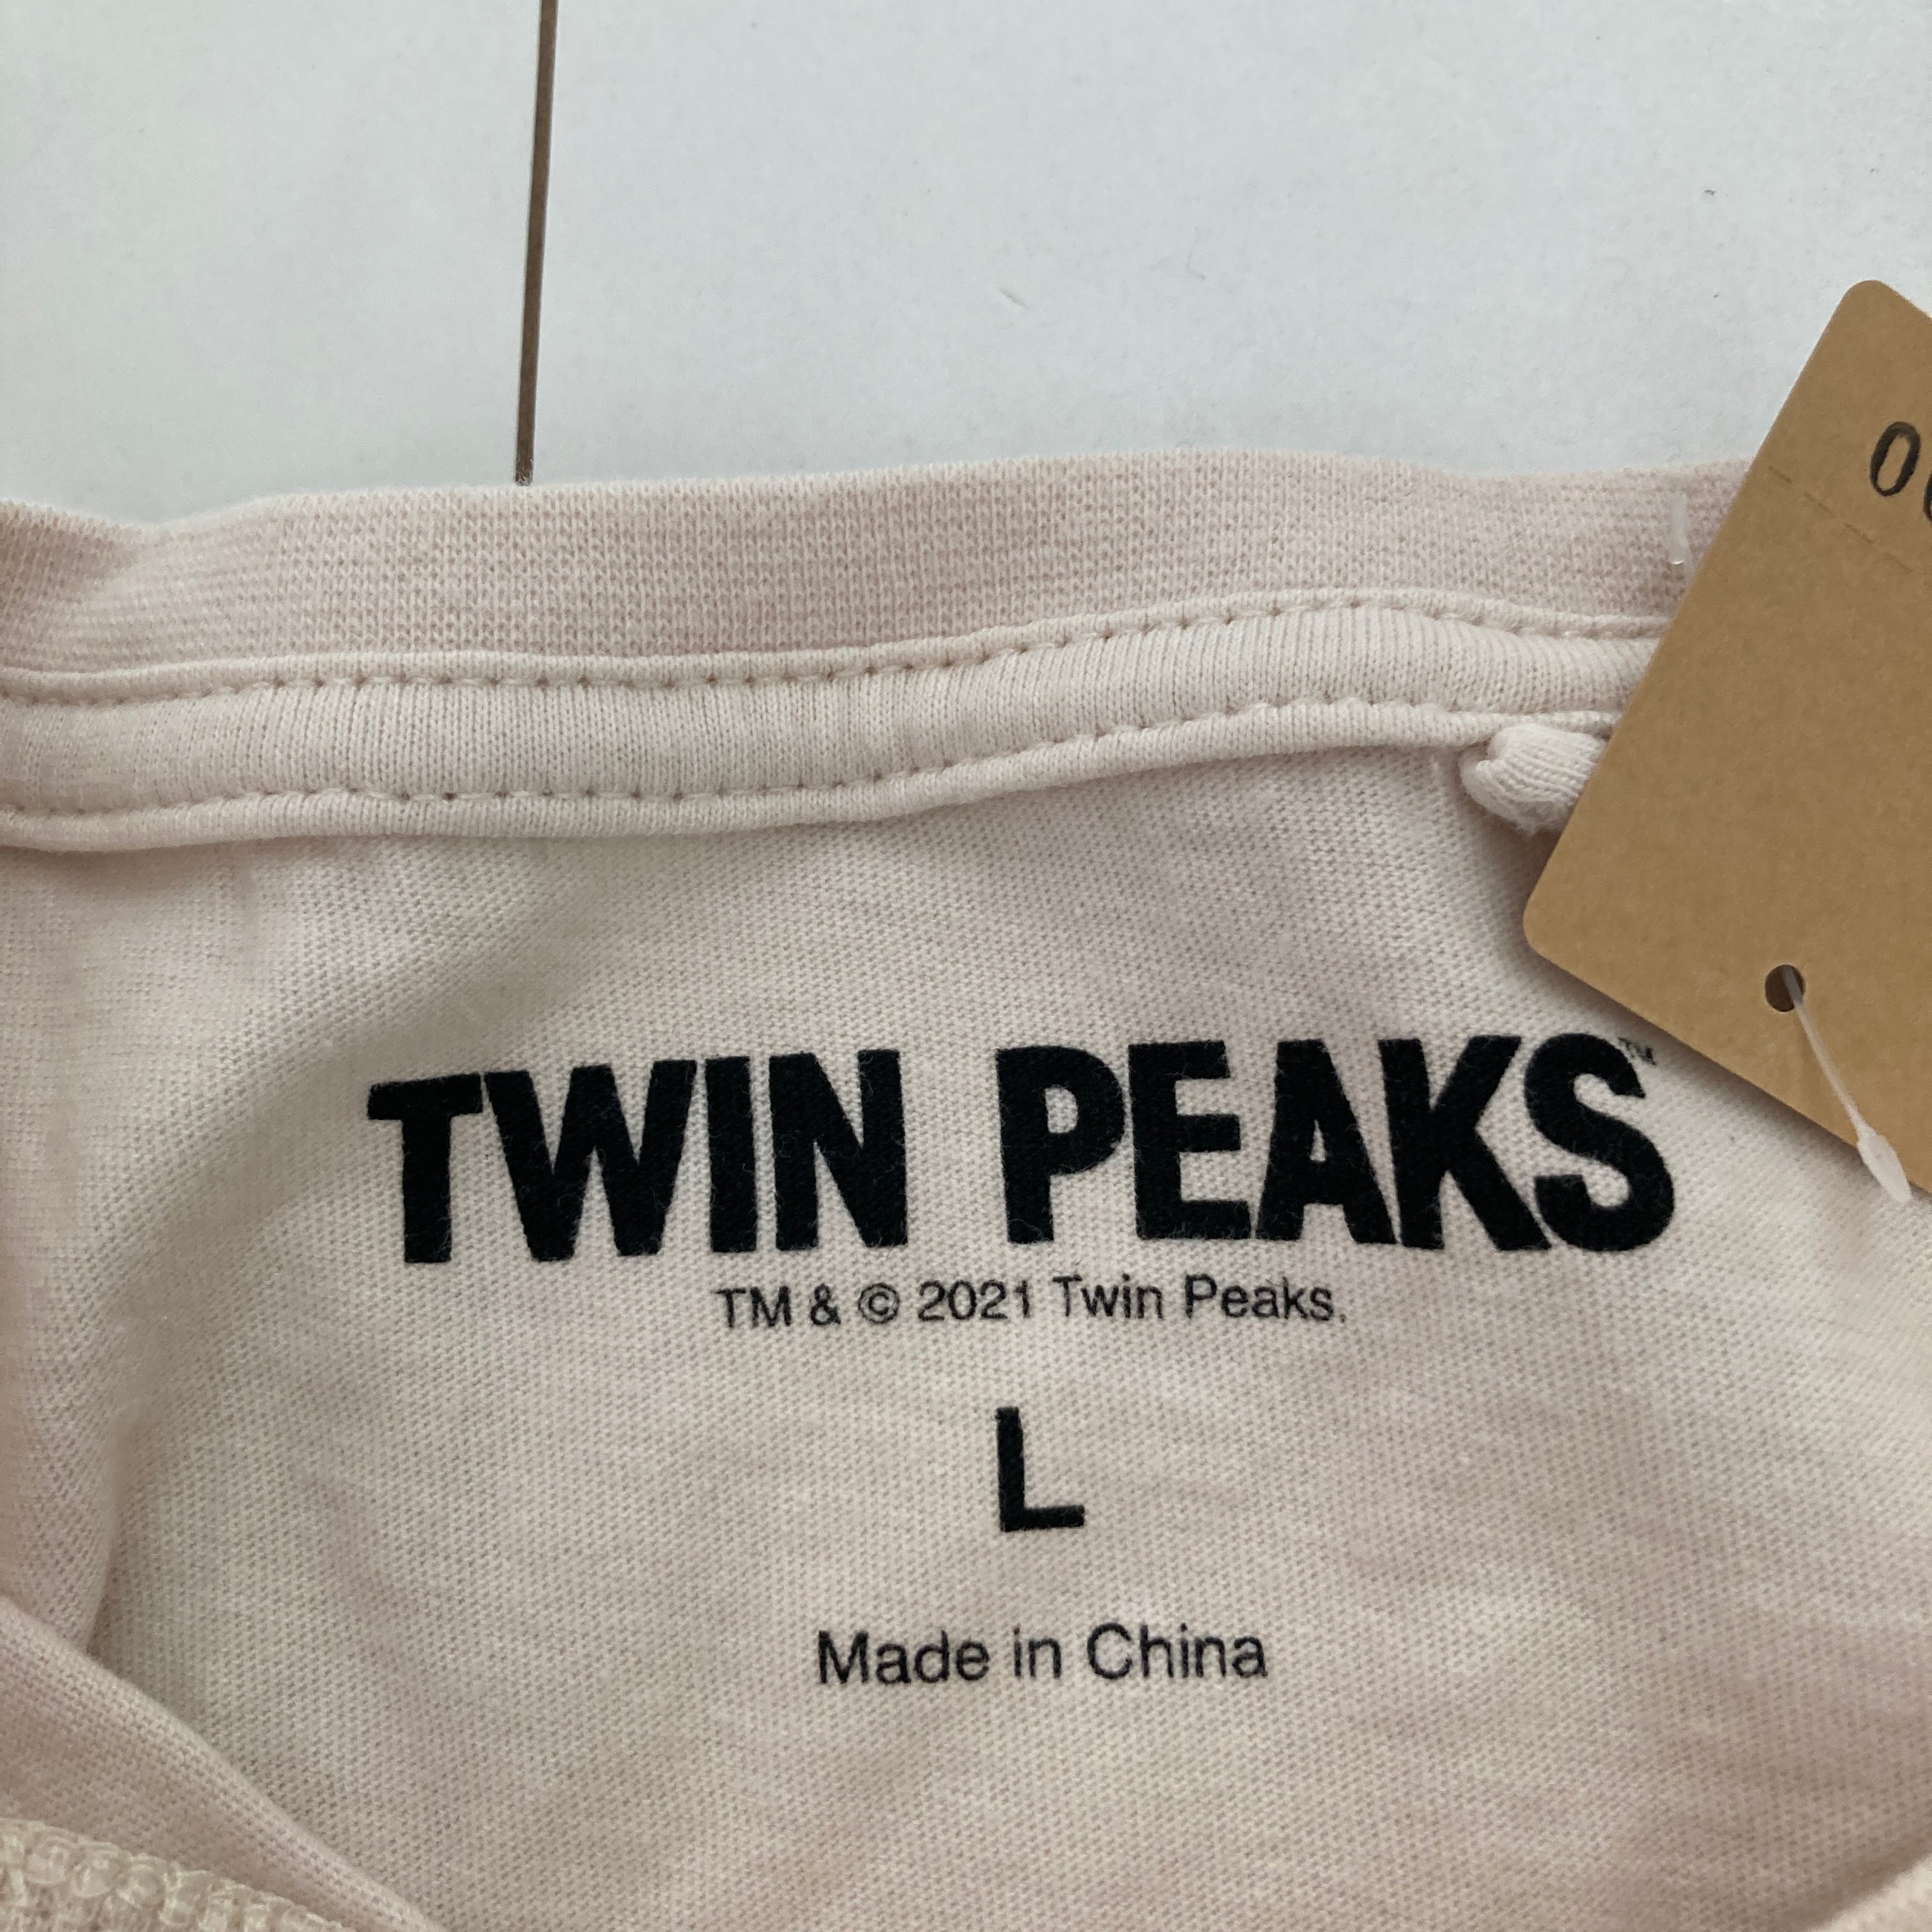 TWIN PEAKS™
TM & © 2021 Twin Peaks.
L
Made in China